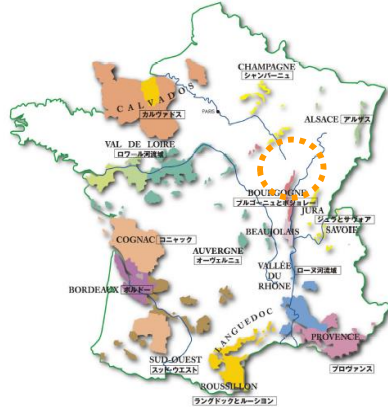 CHAMPAGNE
シャンパーニュ
CALVADOS
カルヴァドス
PARIS
ALSACE アルザス
VAL DE LOIRE
ロワール河流域
BOURGOGNE
ブルゴーニュとボジョレー
BEAUJOLAIS
JURA
ジュラとサヴォア
SAVOIE
COGNAC コニャック
AUVERGNE
オーヴェルニュ
VALLÉE
DU
RHÔNE
ローヌ河流域
BORDEAUX ボルドー
LANGUEDOC
PROVENCE
プロヴァンス
SUD-OUEST
スッド・ウエスト
ROUSSILLON
ラングドックとルーション